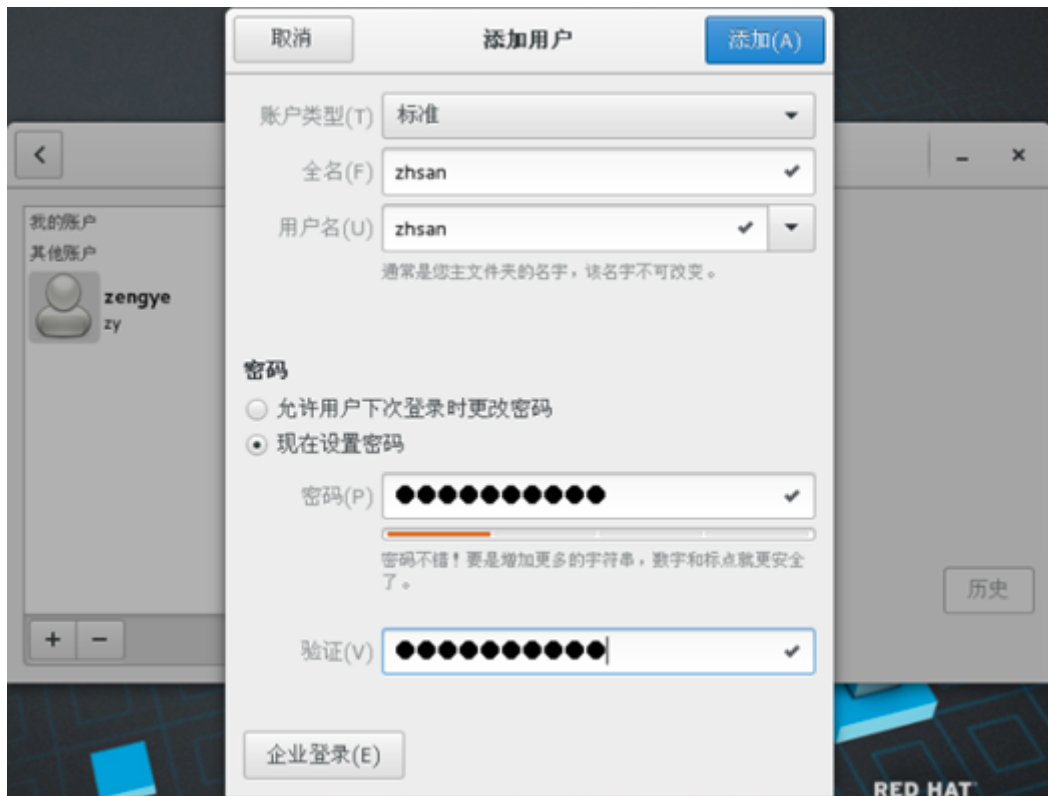 取消
添加用户
添加(A)
账户类型(T)
标准
全名(F)
zhsan
用户名(U)
zhsan
通常是您主文件夹的名字，该名字不可改变。
我的账户
其他账户
zengye
zy
密码
允许用户下次登录时更改密码
现在设置密码
密码(P)
密码不错！要是增加更多的字符串，数字和标点就更安全
了。
历史
验证(V)
企业登录(E)
RED HAT